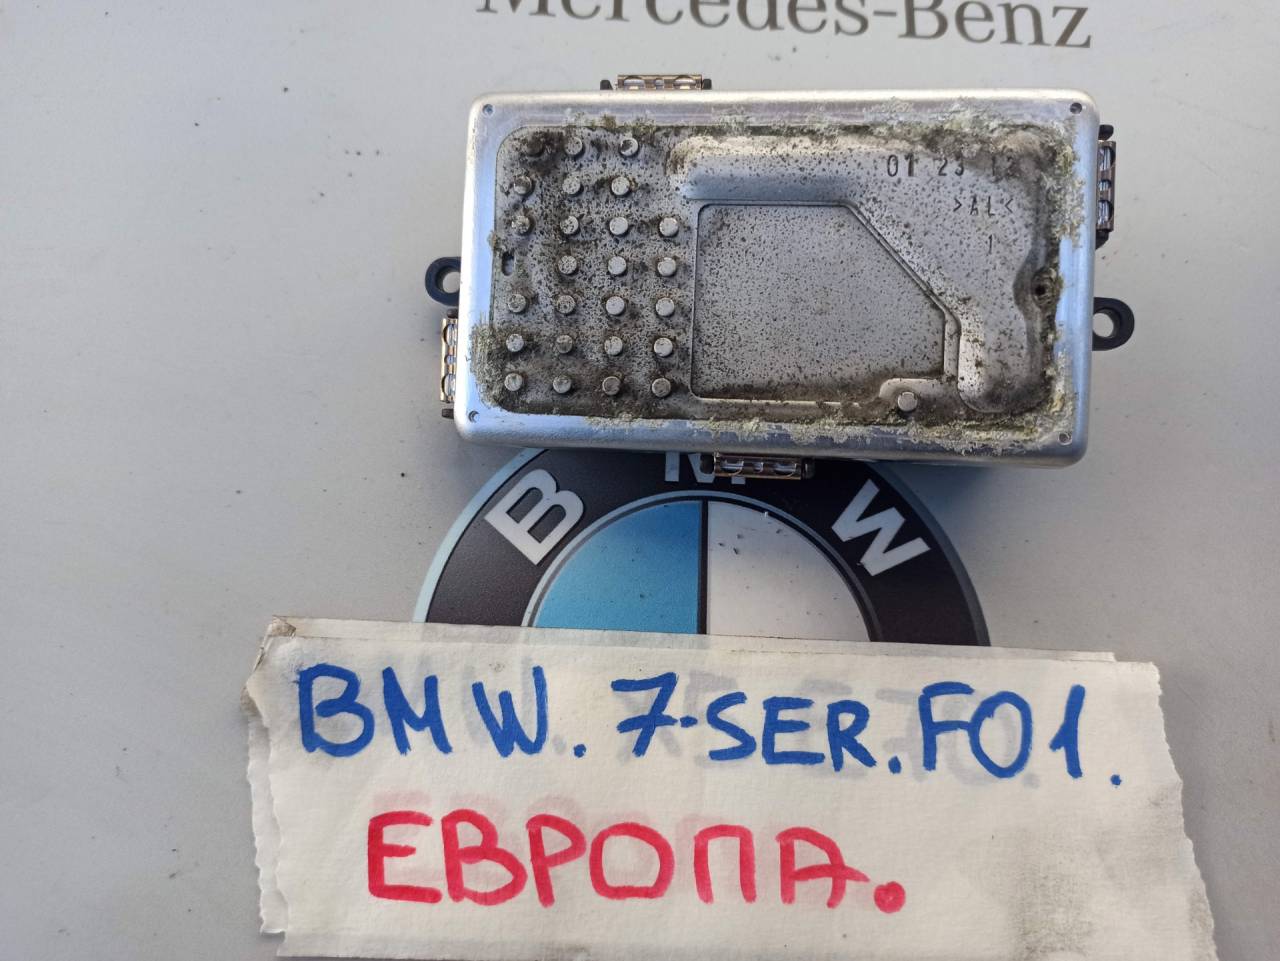 Mercedes-Benz
01 23 12
>AL<
1
BMW
BMW. 7-SER. F01.
ЕВРОПА.